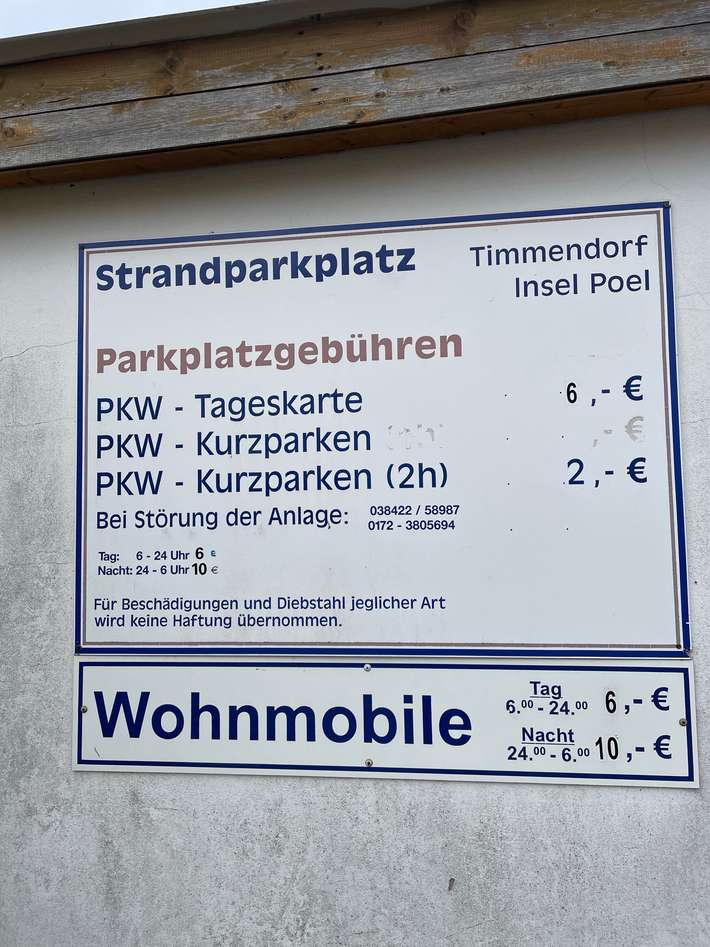 Strandparkplatz
Timmendorf
Insel Poel
Parkplatzgebühren
PKW - Tageskarte 6 ,- €
PKW - Kurzparken ,- €
PKW - Kurzparken (2h) 2,- €
Bei Störung der Anlage: 038422 / 58987
0172 - 3805694
Tag: 6 - 24 Uhr 6 €
Nacht: 24 - 6 Uhr 10 €
Für Beschädigungen und Diebstahl jeglicher Art
wird keine Haftung übernommen.
Wohnmobile
Tag
6.00 - 24.00 6 ,- €
Nacht
24.00 - 6.00 10 ,- €